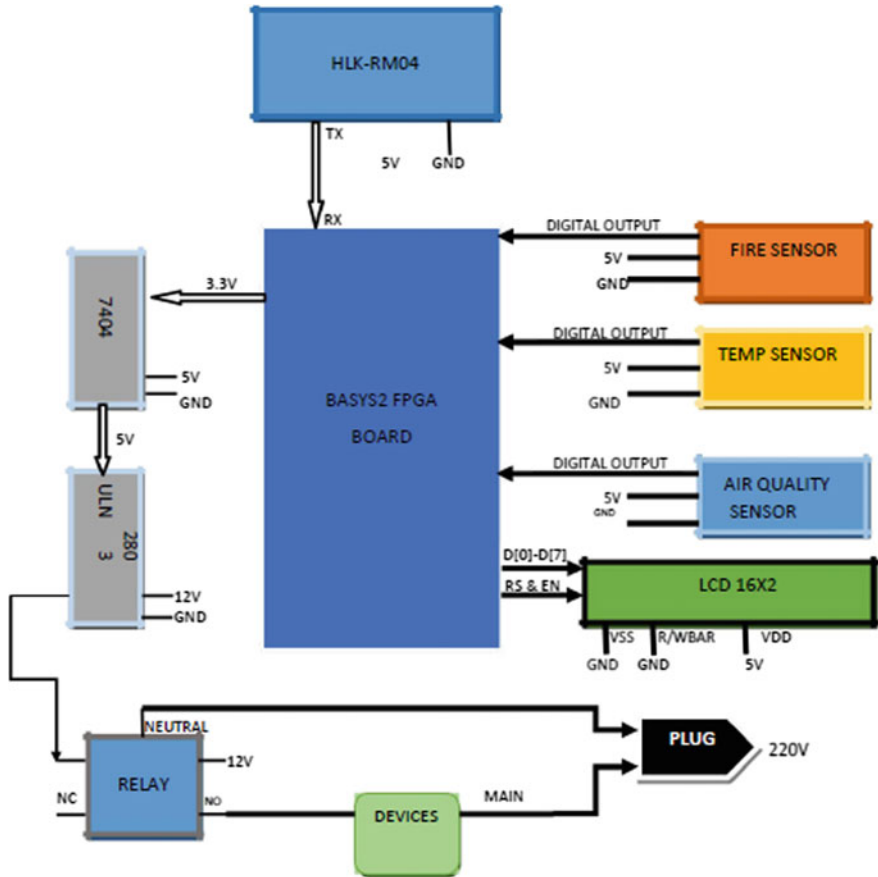 HLK-RM04
TX
5V
GND
RX
DIGITAL OUTPUT
FIRE SENSOR
5V
GND
3.3V
7404
5V
GND
DIGITAL OUTPUT
TEMP SENSOR
5V
GND
BASYS2 FPGA
BOARD
5V
DIGITAL OUTPUT
AIR QUALITY
SENSOR
5V
GND
ULN
280
3
12V
GND
D[0]-D[7]
RS & EN
LCD 16X2
VSS
R/WBAR
VDD
GND
GND
5V
NEUTRAL
PLUG
220V
12V
RELAY
NC
NO
MAIN
DEVICES